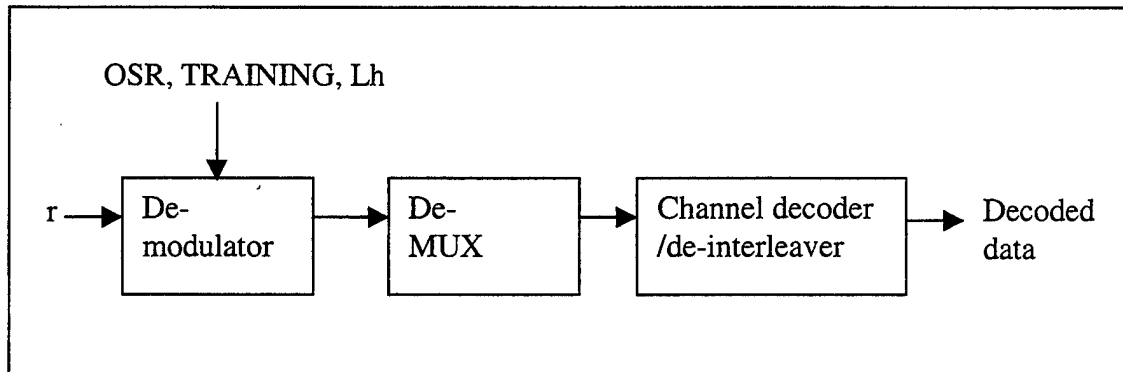 OSR, TRAINING, Lh
r
De-
modulator
De-
MUX
Channel decoder
/de-interleaver
Decoded
data